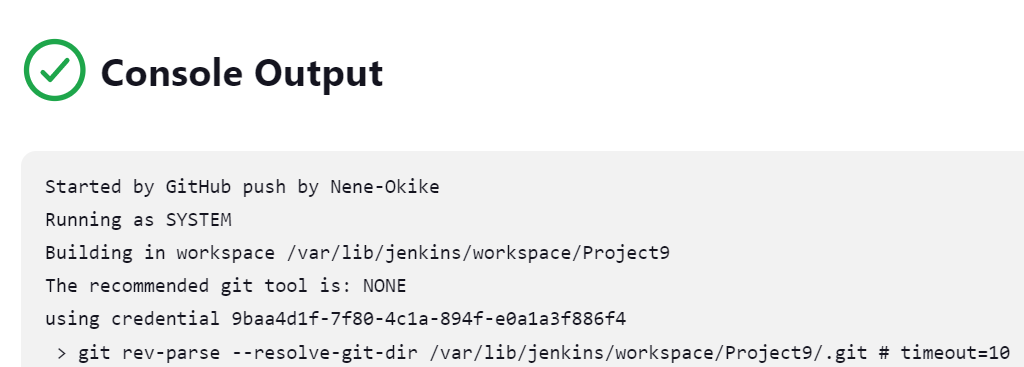 Console Output
Started by GitHub push by Nene-Okike
Running as SYSTEM
Building in workspace /var/lib/jenkins/workspace/Project9
The recommended git tool is: NONE
using credential 9baa4d1f-7f80-4c1a-894f-e0a1a3f886f4
> git rev-parse --resolve-git-dir /var/lib/jenkins/workspace/Project9/.git # timeout=10